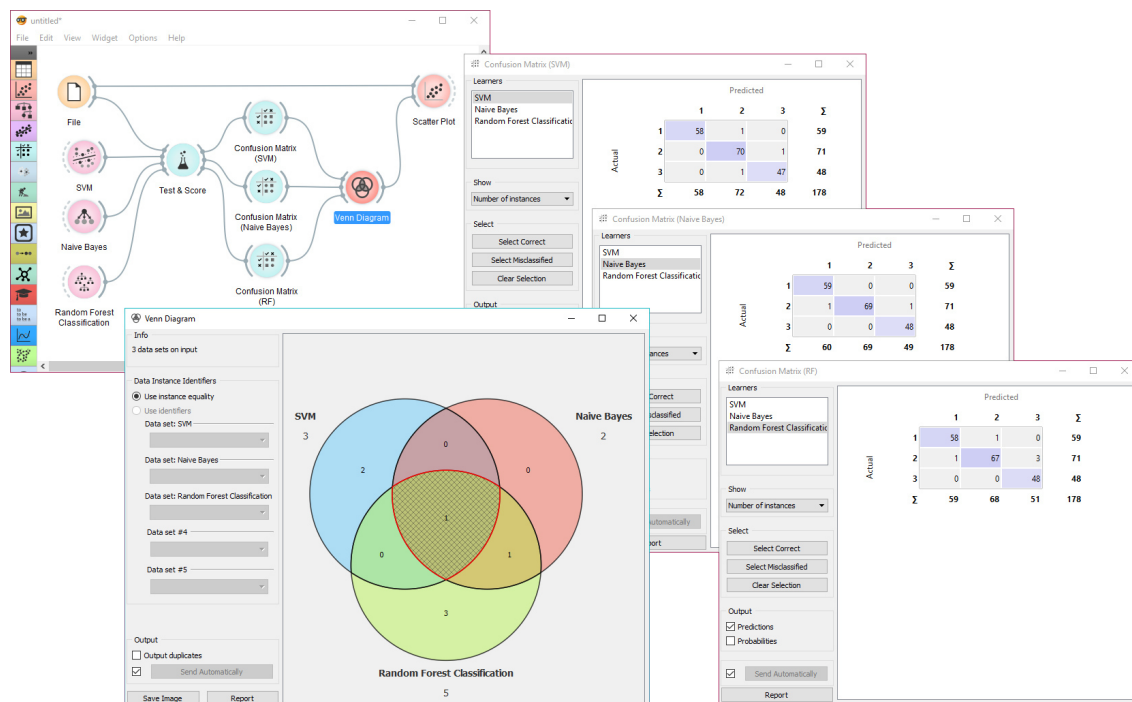 untitled*
File Edit View Widget Options Help
File
SVM
Naive Bayes
Random Forest
Classification
Test & Score
Confusion Matrix
(SVM)
Confusion Matrix
(Naive Bayes)
Confusion Matrix
(RF)
Venn Diagram
Scatter Plot
Confusion Matrix (SVM)
Learners
SVM
Naive Bayes
Random Forest Classificatic
Show
Number of instances
Select
Select Correct
Select Misclassified
Clear Selection
Output
Predicted
1 2 3 Σ
Actual
1 58 1 0 59
2 0 70 1 71
3 0 1 47 48
Σ 58 72 48 178
Confusion Matrix (Naive Bayes)
Learners
SVM
Naive Bayes
Random Forest Classificatic
ances
Correct
sclassified
election
utomatically
port
Predicted
1 2 3 Σ
Actual
1 59 0 0 59
2 1 69 1 71
3 0 0 48 48
Σ 60 69 49 178
Confusion Matrix (RF)
Learners
SVM
Naive Bayes
Random Forest Classificatic
Show
Number of instances
Select
Select Correct
Select Misclassified
Clear Selection
Output
Predictions
Probabilities
Send Automatically
Report
Predicted
1 2 3 Σ
Actual
1 58 1 0 59
2 1 67 3 71
3 0 0 48 48
Σ 59 68 51 178
Venn Diagram
Info
3 data sets on input
Data Instance Identifiers
Use instance equality
Use identifiers
Data set: SVM
Data set: Naive Bayes
Data set: Random Forest Classification
Data set #4
Data set #5
Output
Output duplicates
Send Automatically
Save Image Report
SVM
3
Naive Bayes
2
0
2
0
1
0
1
3
Random Forest Classification
5